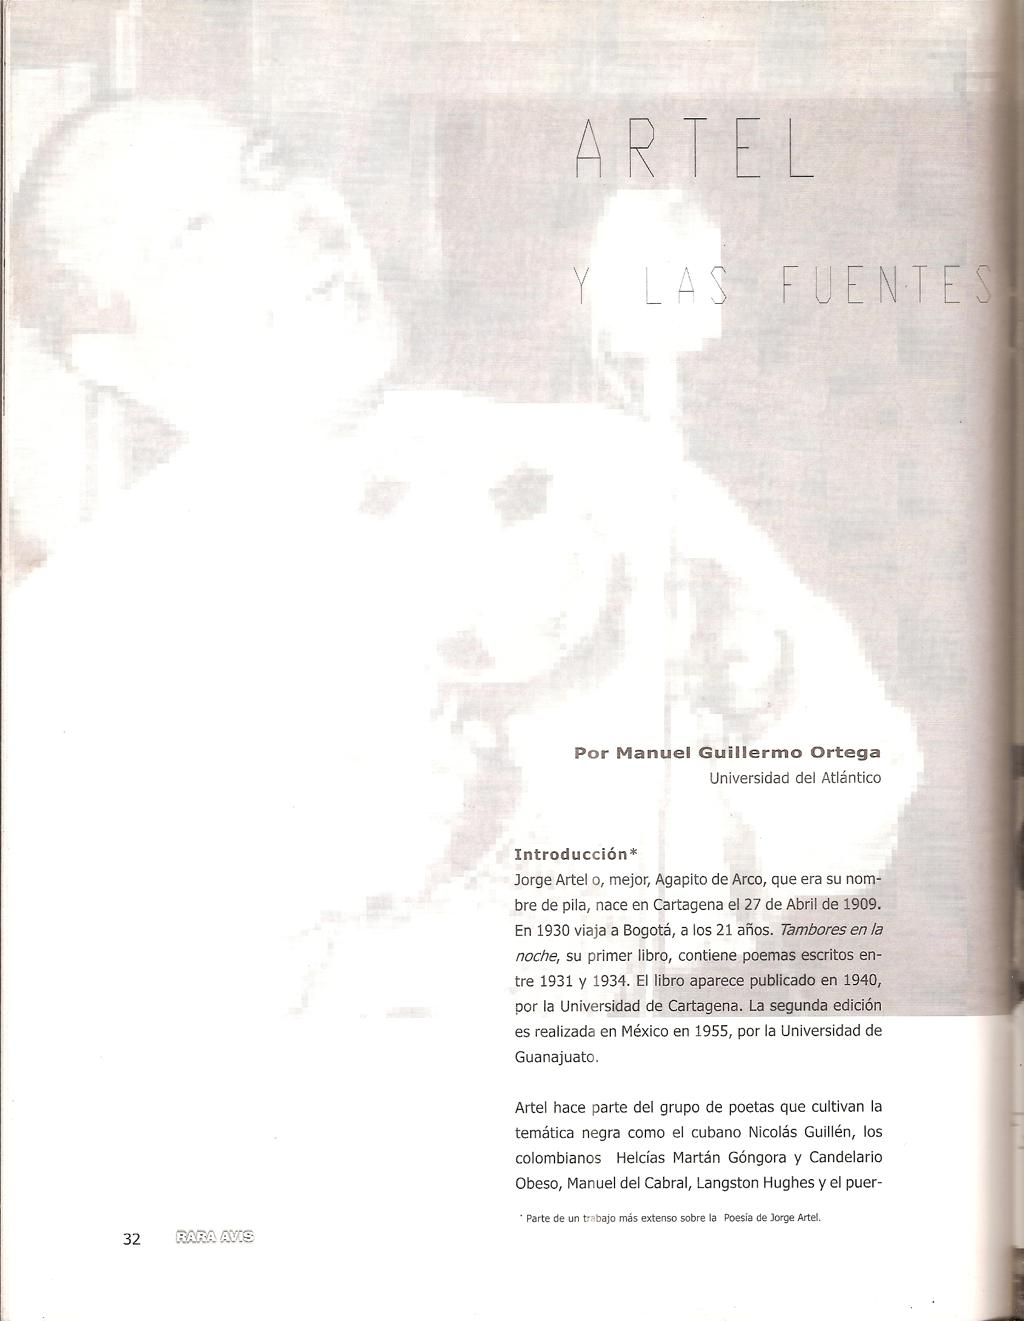 ARTEL
Y LAS FUENTES
Por Manuel Guillermo Ortega
Universidad del Atlántico
Introducción*
Jorge Artel o, mejor, Agapito de Arco, que era su nom-
bre de pila, nace en Cartagena el 27 de Abril de 1909.
En 1930 viaja a Bogotá, a los 21 años. Tambores en la
noche, su primer libro, contiene poemas escritos en-
tre 1931 y 1934. El libro aparece publicado en 1940,
por la Universidad de Cartagena. La segunda edición
es realizada en México en 1955, por la Universidad de
Guanajuato.
Artel hace parte del grupo de poetas que cultivan la
temática negra como el cubano Nicolás Guillén, los
colombianos Helcías Martán Góngora y Candelario
Obeso, Manuel del Cabral, Langston Hughes y el puer-
* Parte de un trabajo más extenso sobre la Poesía de Jorge Artel.
32 RARA AVIS